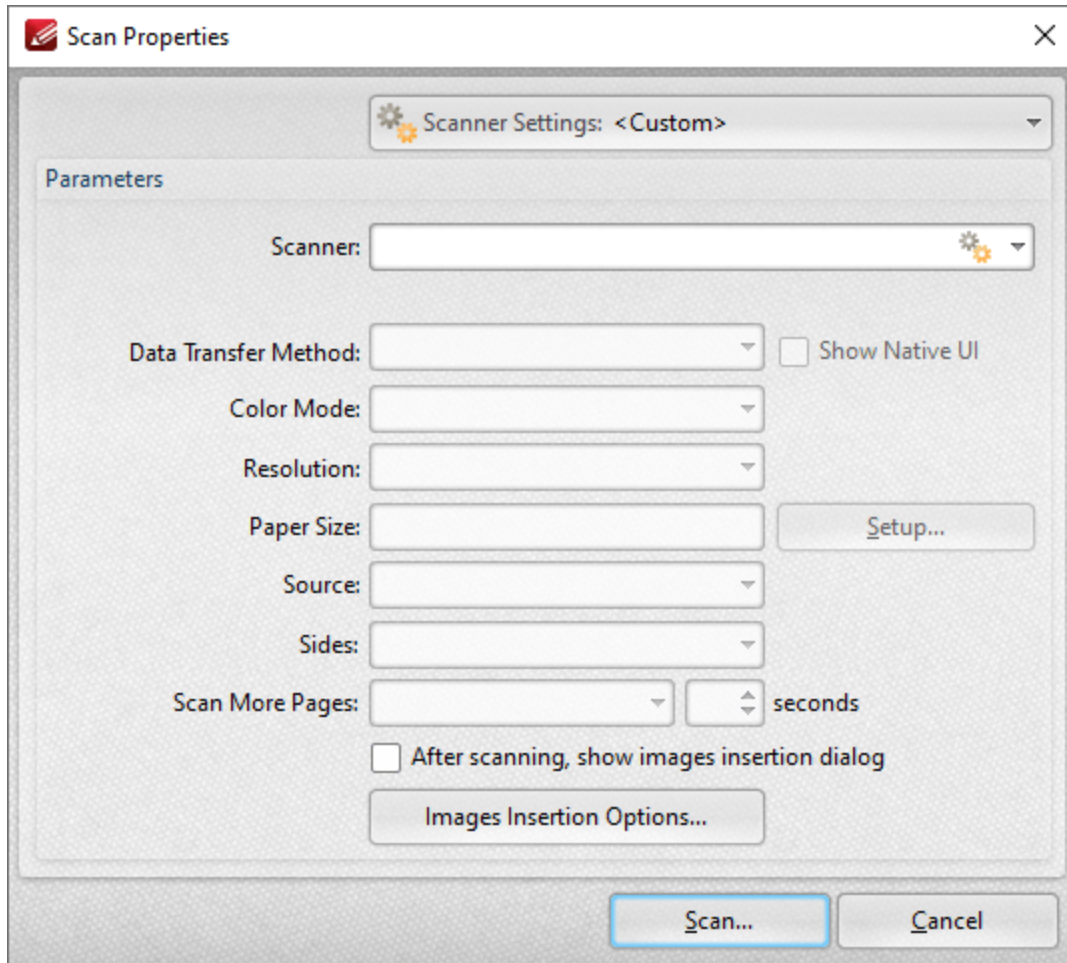 Scan Properties
Scanner Settings: <Custom>
Parameters
Scanner:
Data Transfer Method:
Show Native UI
Color Mode:
Resolution:
Paper Size:
Setup...
Source:
Sides:
Scan More Pages:
seconds
After scanning, show images insertion dialog
Images Insertion Options...
Scan...
Cancel